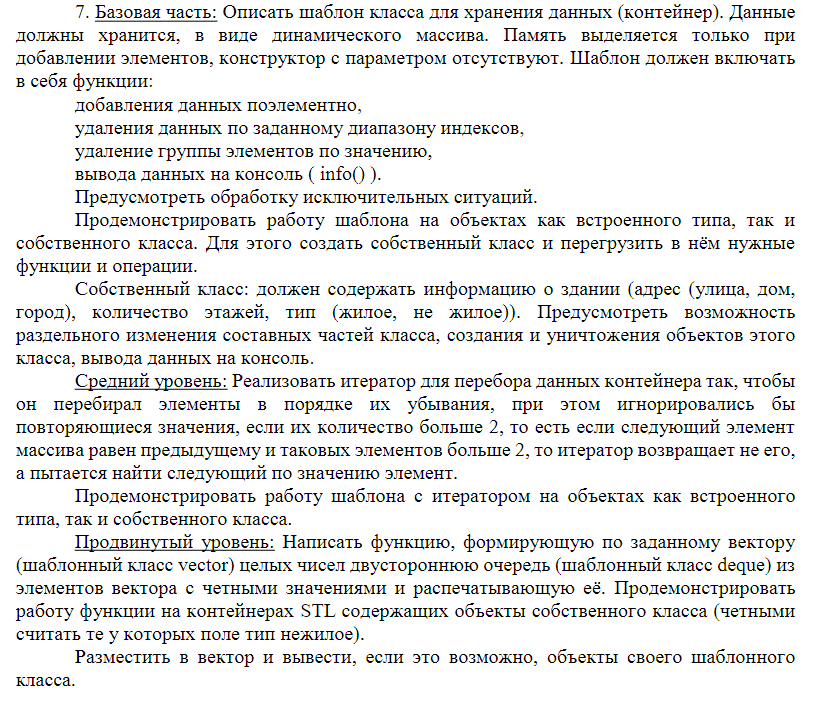 7. Базовая часть: Описать шаблон класса для хранения данных (контейнер). Данные
должны хранится, в виде динамического массива. Память выделяется только при
добавлении элементов, конструктор с параметром отсутствуют. Шаблон должен включать
в себя функции:
добавления данных поэлементно,
удаления данных по заданному диапазону индексов,
удаление группы элементов по значению,
вывода данных на консоль ( info() ).
Предусмотреть обработку исключительных ситуаций.
Продемонстрировать работу шаблона на объектах как встроенного типа, так и
собственного класса. Для этого создать собственный класс и перегрузить в нём нужные
функции и операции.
Собственный класс: должен содержать информацию о здании (адрес (улица, дом,
город), количество этажей, тип (жилое, не жилое)). Предусмотреть возможность
раздельного изменения составных частей класса, создания и уничтожения объектов этого
класса, вывода данных на консоль.
Средний уровень: Реализовать итератор для перебора данных контейнера так, чтобы
он перебирал элементы в порядке их убывания, при этом игнорировались бы
повторяющиеся значения, если их количество больше 2, то есть если следующий элемент
массива равен предыдущему и таковых элементов больше 2, то итератор возвращает не его,
а пытается найти следующий по значению элемент.
Продемонстрировать работу шаблона с итератором на объектах как встроенного
типа, так и собственного класса.
Продвинутый уровень: Написать функцию, формирующую по заданному вектору
(шаблонный класс vector) целых чисел двустороннюю очередь (шаблонный класс deque) из
элементов вектора с четными значениями и распечатывающую её. Продемонстрировать
работу функции на контейнерах STL содержащих объекты собственного класса (четными
считать те у которых поле тип нежилое).
Разместить в вектор и вывести, если это возможно, объекты своего шаблонного
класса.